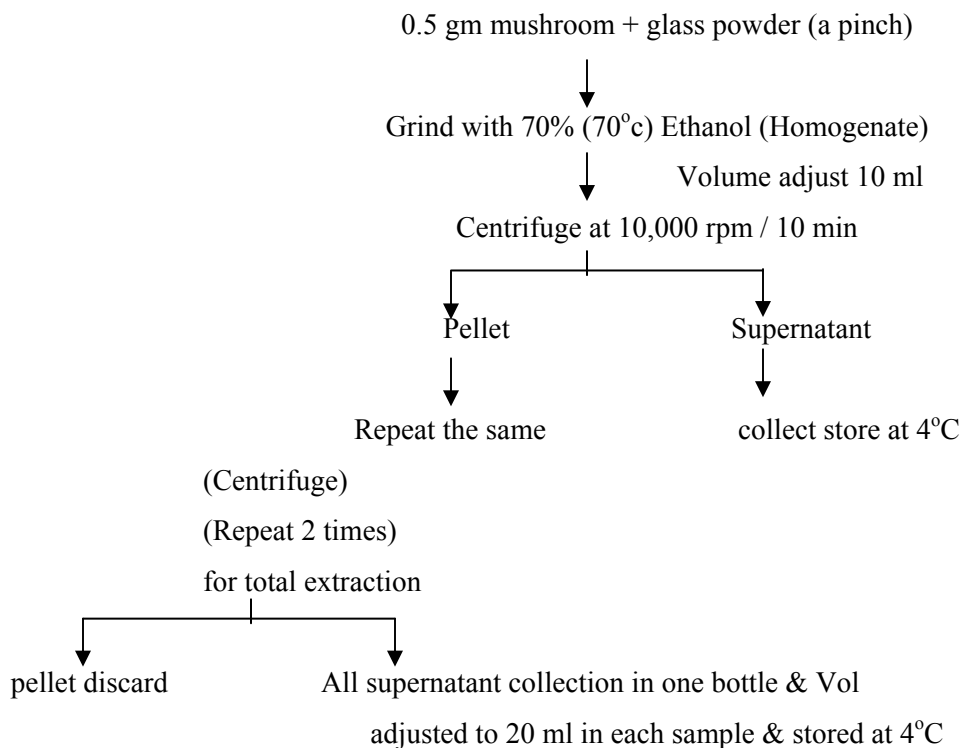 0.5 gm mushroom + glass powder (a pinch)
Grind with 70% (70°c) Ethanol (Homogenate)
Volume adjust 10 ml
Centrifuge at 10,000 rpm / 10 min
Pellet
Supernatant
Repeat the same
collect store at 4°C
(Centrifuge)
(Repeat 2 times)
for total extraction
pellet discard
All supernatant collection in one bottle & Vol
adjusted to 20 ml in each sample & stored at 4°C